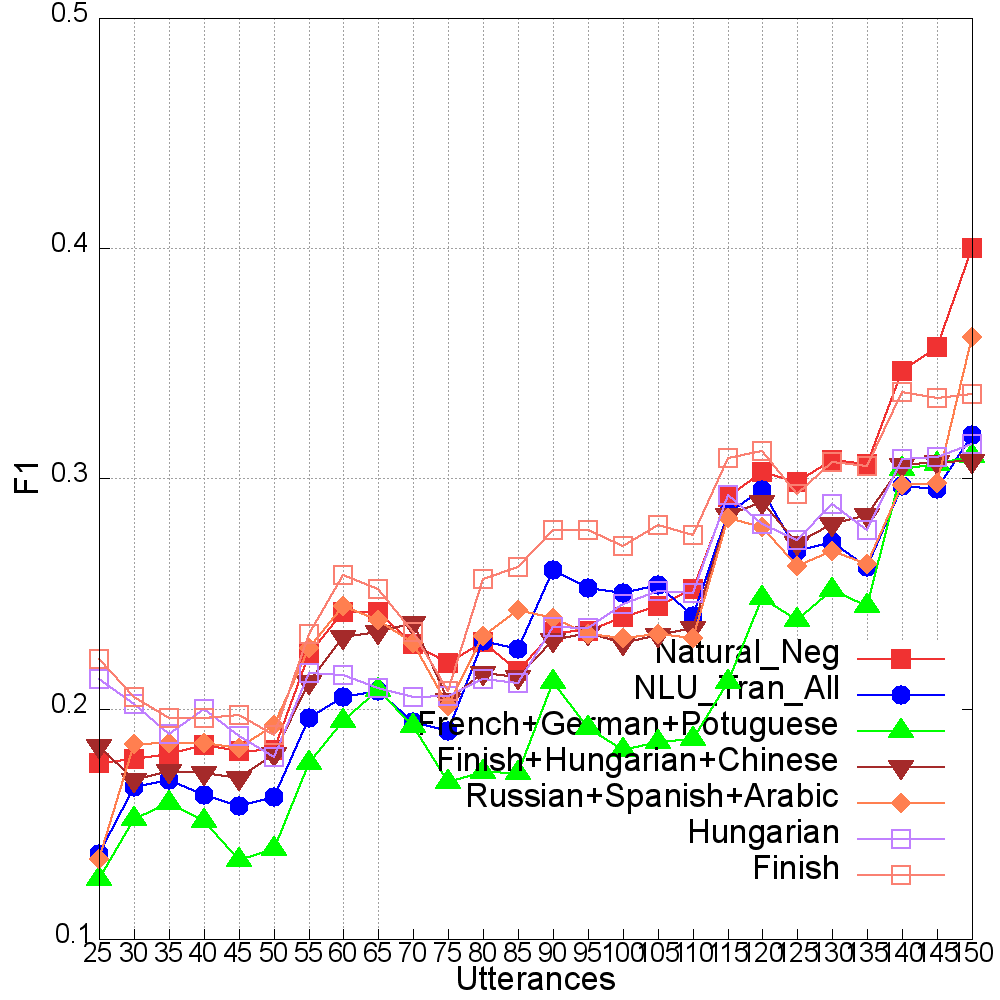 0.5
0.4
0.3
0.2
0.1
F1
Natural_Neg
NLU_Tran_All
French+German+Potuguese
Finish+Hungarian+Chinese
Russian+Spanish+Arabic
Hungarian
Finish
25 30 35 40 45 50 55 60 65 70 75 80 85 90 95 100 105 110 115 120 125 130 135 140 145 150
Utterances